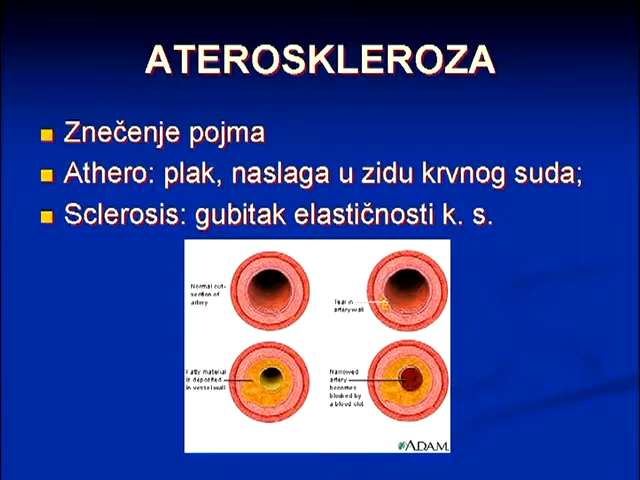 ATEROSKLEROZA
Znečenje pojma
Athero: plak, naslaga u zidu krvnog suda;
Sclerosis: gubitak elastičnosti k. s.
Normal cut-
section of
artery
Tear in
artery wall
Fatty material
is deposited
in vessel wall
Narrowed
artery
becomes
blocked by
a blood clot
ADAM.